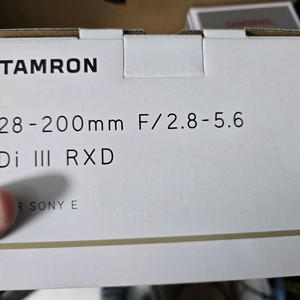 TAMRON
28-200mm F/2.8-5.6
Di III RXD
R SONY E